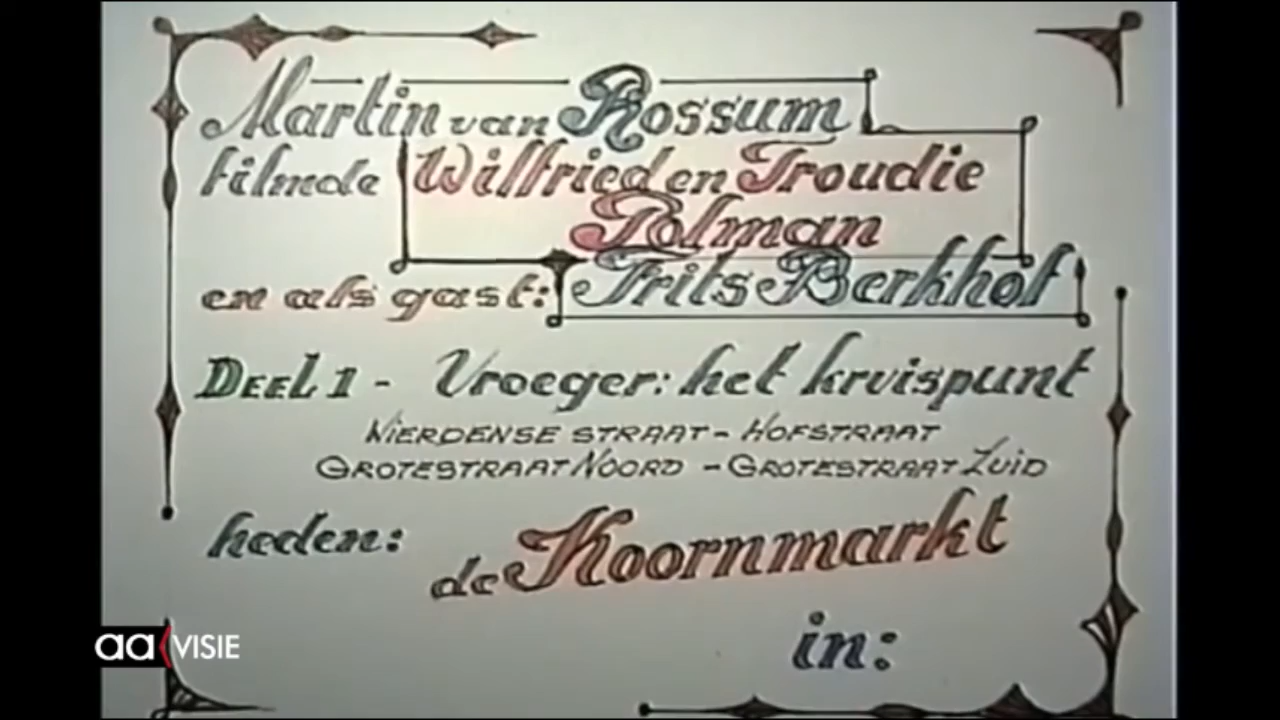 Martin van Rossum
filmde Wilfried en Troudie
Polman
en als gast: Frits Berkhof
DEEL 1 - Vroeger: het kruispunt
WIERDENSE STRAAT - HOFSTRAAT
GROTESTRAAT NOORD - GROTESTRAAT ZUID
heden: de Koornmarkt
in:
aa VISIE